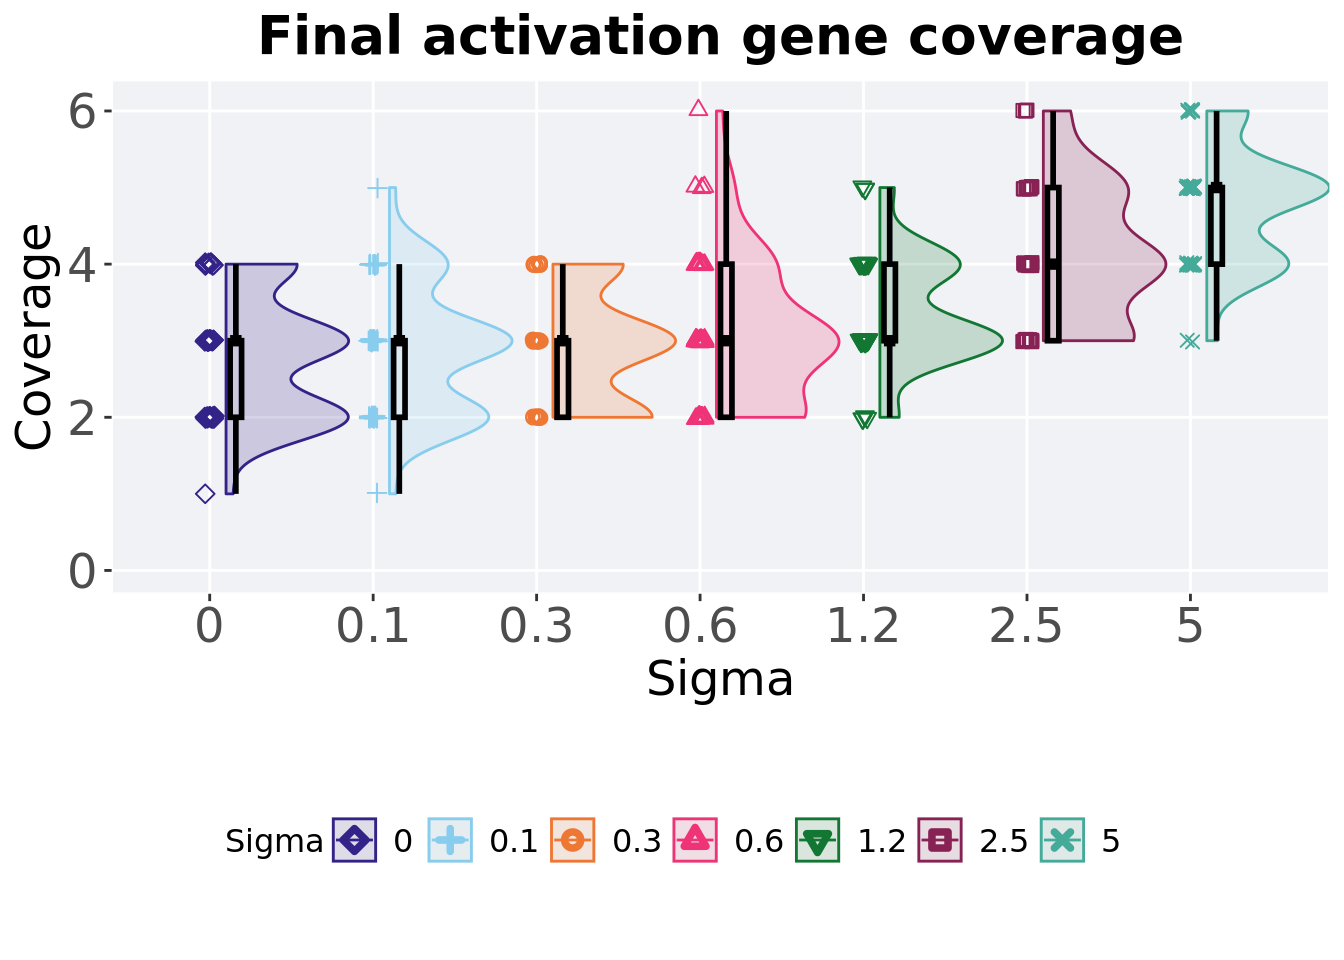 Final activation gene coverage
Coverage
6
4
2
0
0 0.1 0.3 0.6 1.2 2.5 5
Sigma
Sigma 0 0.1 0.3 0.6 1.2 2.5 5